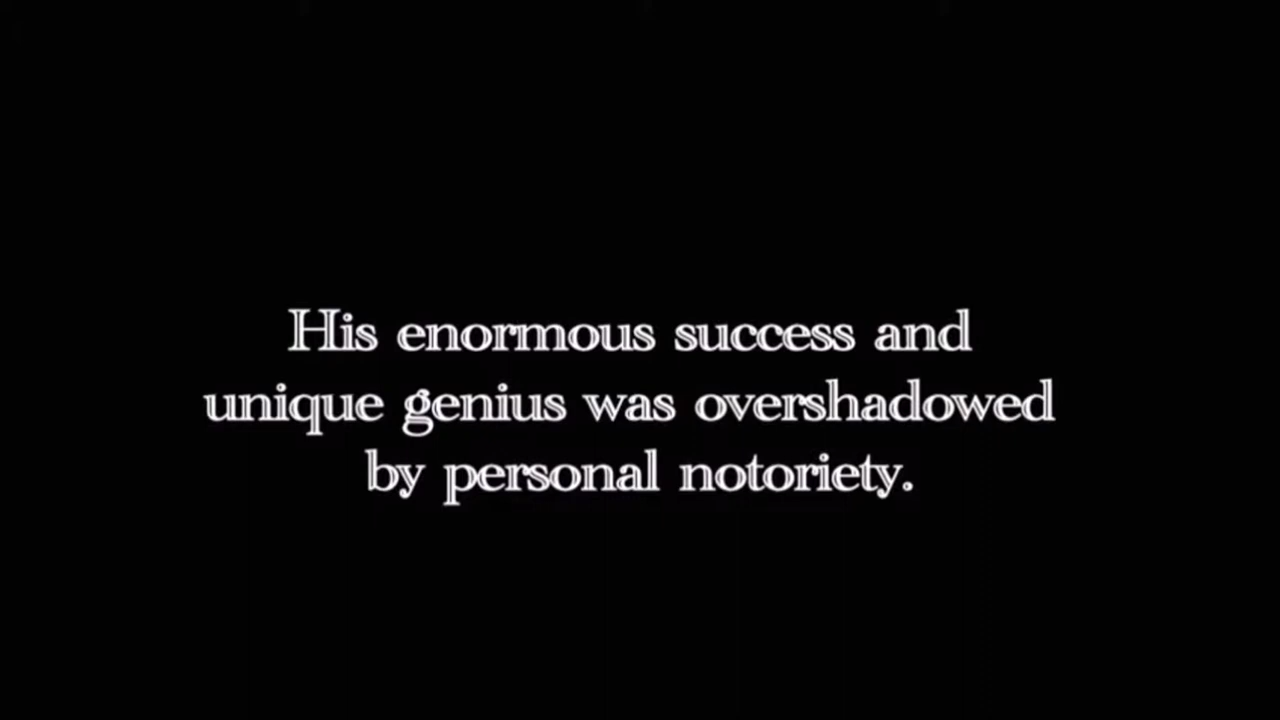 His enormous success and
unique genius was overshadowed
by personal notoriety.